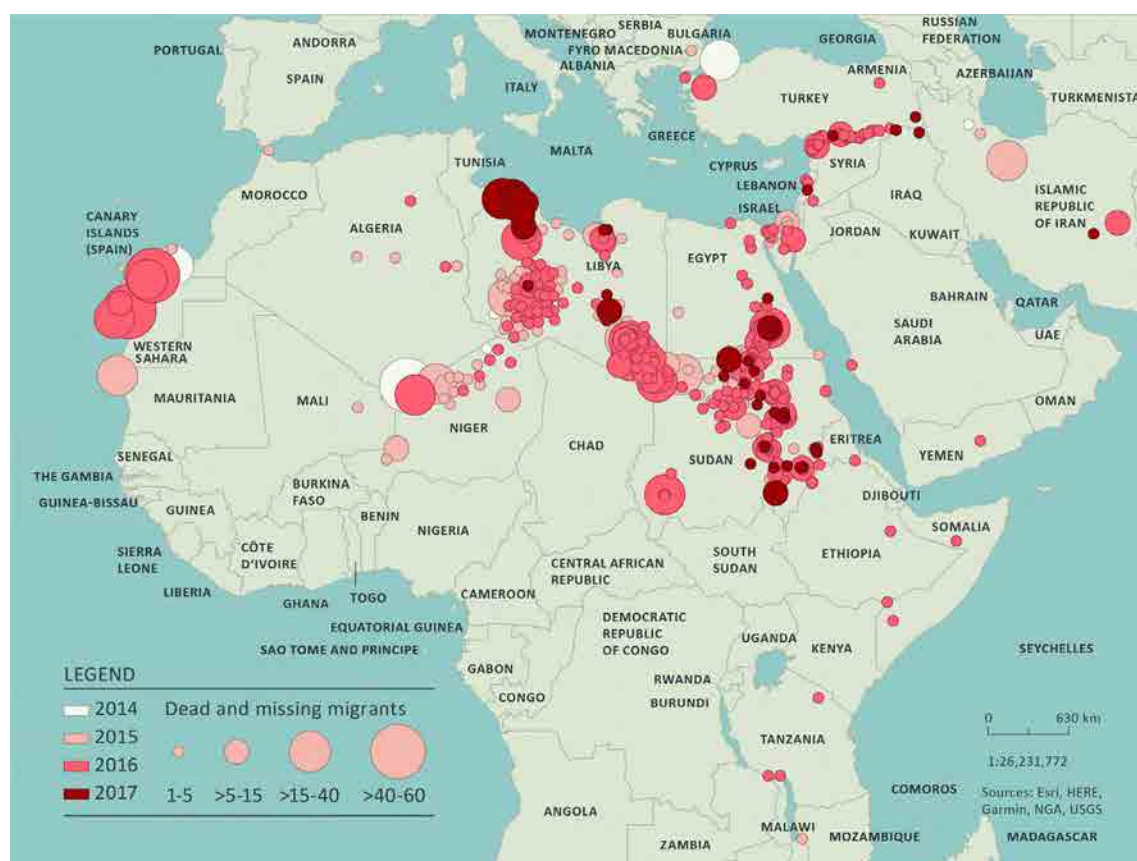 SERBIA
RUSSIAN
FEDERATION
MONTENEGRO
BULGARIA
GEORGIA
PORTUGAL
ANDORRA
FYRO MACEDONIA
ALBANIA
ARMENIA
AZERBAIJAN
SPAIN
ITALY
TURKEY
TURKMENISTA
GREECE
TUNISIA
MALTA
CYPRUS
SYRIA
MOROCCO
LEBANON
ISRAEL
IRAQ
ISLAMIC
REPUBLIC
OF IRAN
CANARY
ISLANDS
(SPAIN)
ALGERIA
JORDAN
KUWAIT
LIBYA
EGYPT
BAHRAIN
QATAR
SAUDI
ARABIA
UAE
WESTERN
SAHARA
MAURITANIA
MALI
OMAN
NIGER
CHAD
ERITREA
SENEGAL
SUDAN
YEMEN
THE GAMBIA
BURKINA
FASO
GUINEA-BISSAU
GUINEA
BENIN
NIGERIA
DJIBOUTI
SOMALIA
SIERRA
LEONE
CÔTE
D'IVOIRE
CENTRAL AFRICAN
REPUBLIC
SOUTH
SUDAN
ETHIOPIA
LIBERIA
GHANA
TOGO
CAMEROON
EQUATORIAL GUINEA
DEMOCRATIC
REPUBLIC
OF CONGO
UGANDA
KENYA
SAO TOME AND PRINCIPE
SEYCHELLES
GABON
CONGO
RWANDA
BURUNDI
TANZANIA
ANGOLA
ZAMBIA
MALAWI
MOZAMBIQUE
COMOROS
MADAGASCAR
LEGEND
2014
2015
2016
2017
Dead and missing migrants
1-5 >5-15 >15-40 >40-60
0 630 km
1:26,231,772
Sources: Esri, HERE,
Garmin, NGA, USGS